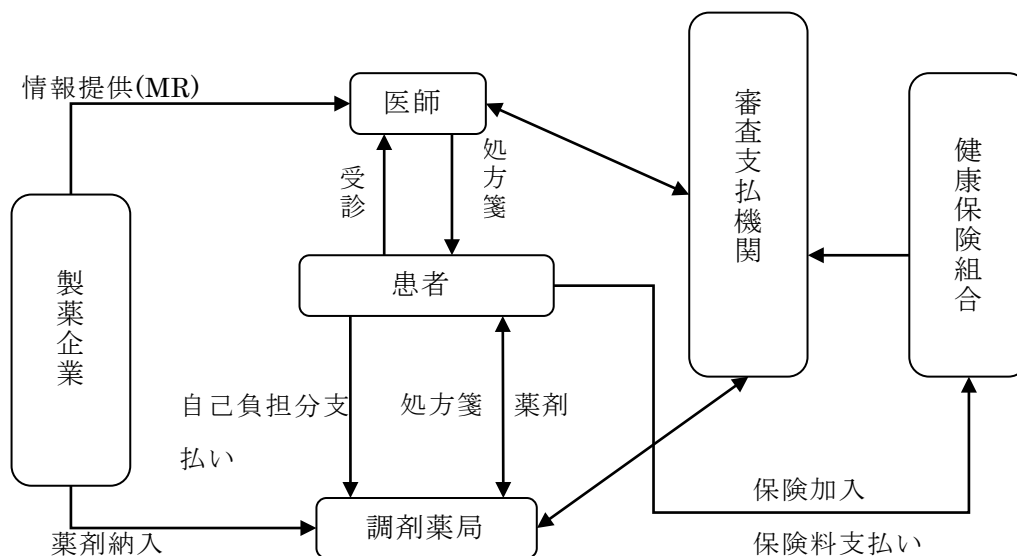 情報提供(MR)
医師
審査支払機関
健康保険組合
受診
処方箋
製薬企業
患者
自己負担分支
払い
処方箋
薬剤
保険加入
調剤薬局
薬剤納入
保険料支払い